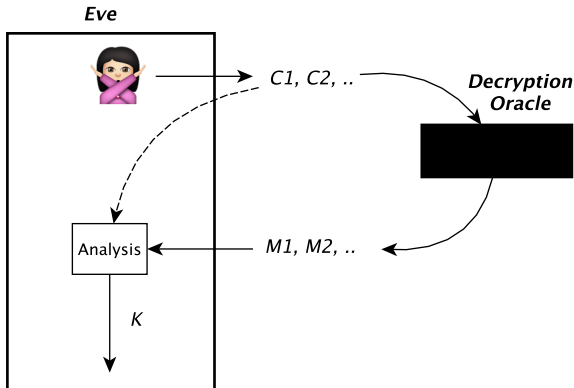 Eve
C1, C2, ..
Decryption
Oracle
Analysis
M1, M2, ..
K